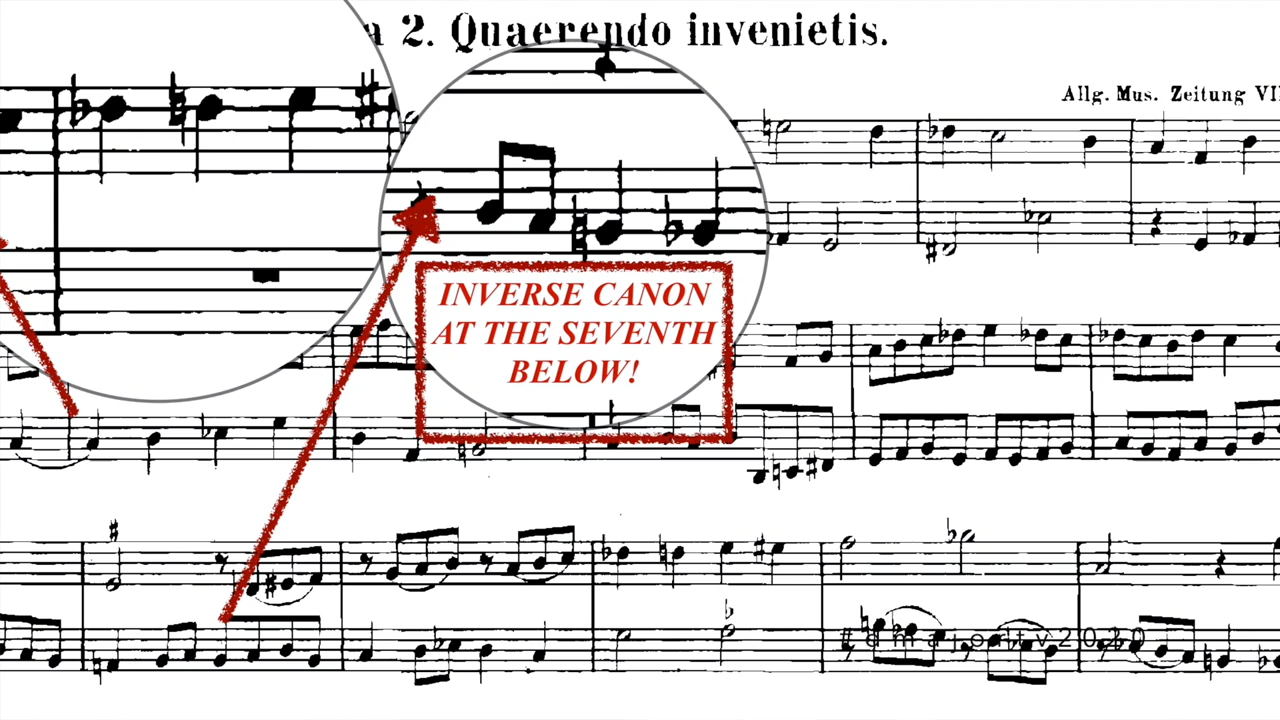 a 2. Quaerendo invenietis.
Allg. Mus. Zeitung VI
INVERSE CANON
AT THE SEVENTH
BELOW!